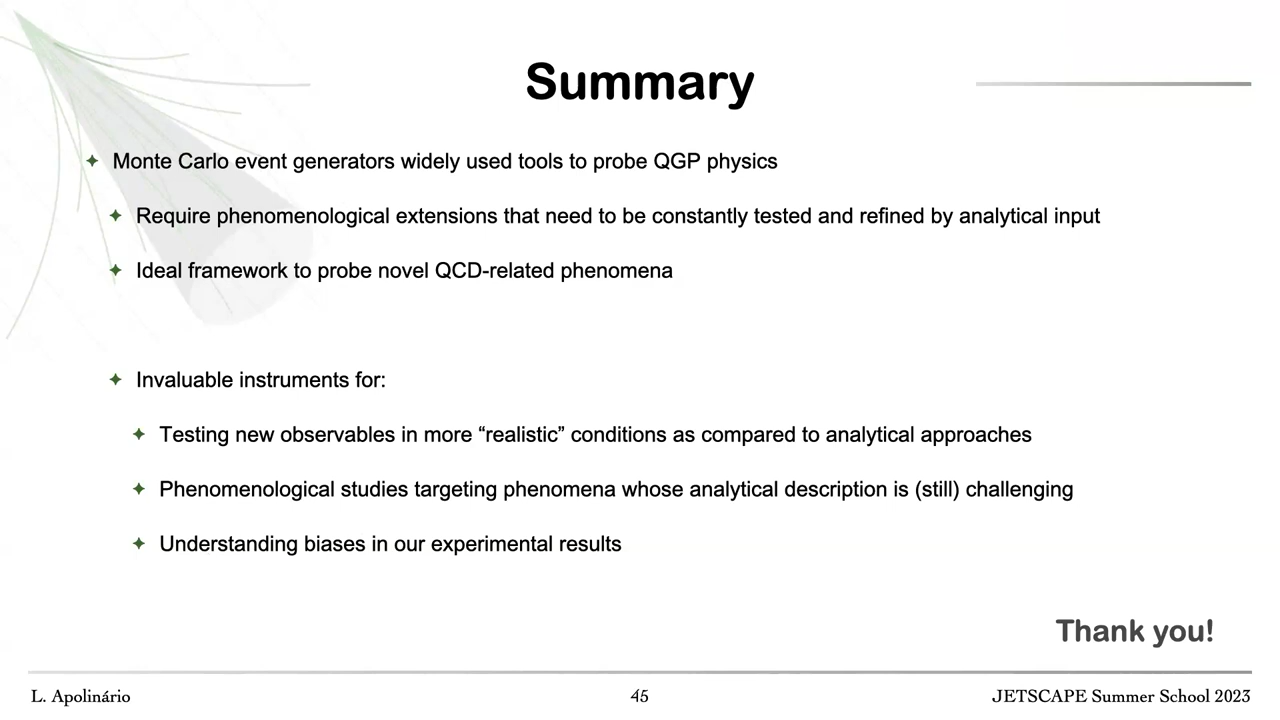 Summary
✦ Monte Carlo event generators widely used tools to probe QGP physics
✦ Require phenomenological extensions that need to be constantly tested and refined by analytical input
✦ Ideal framework to probe novel QCD-related phenomena
✦ Invaluable instruments for:
✦ Testing new observables in more “realistic” conditions as compared to analytical approaches
✦ Phenomenological studies targeting phenomena whose analytical description is (still) challenging
✦ Understanding biases in our experimental results
Thank you!
L. Apolinário
45
JETSCAPE Summer School 2023